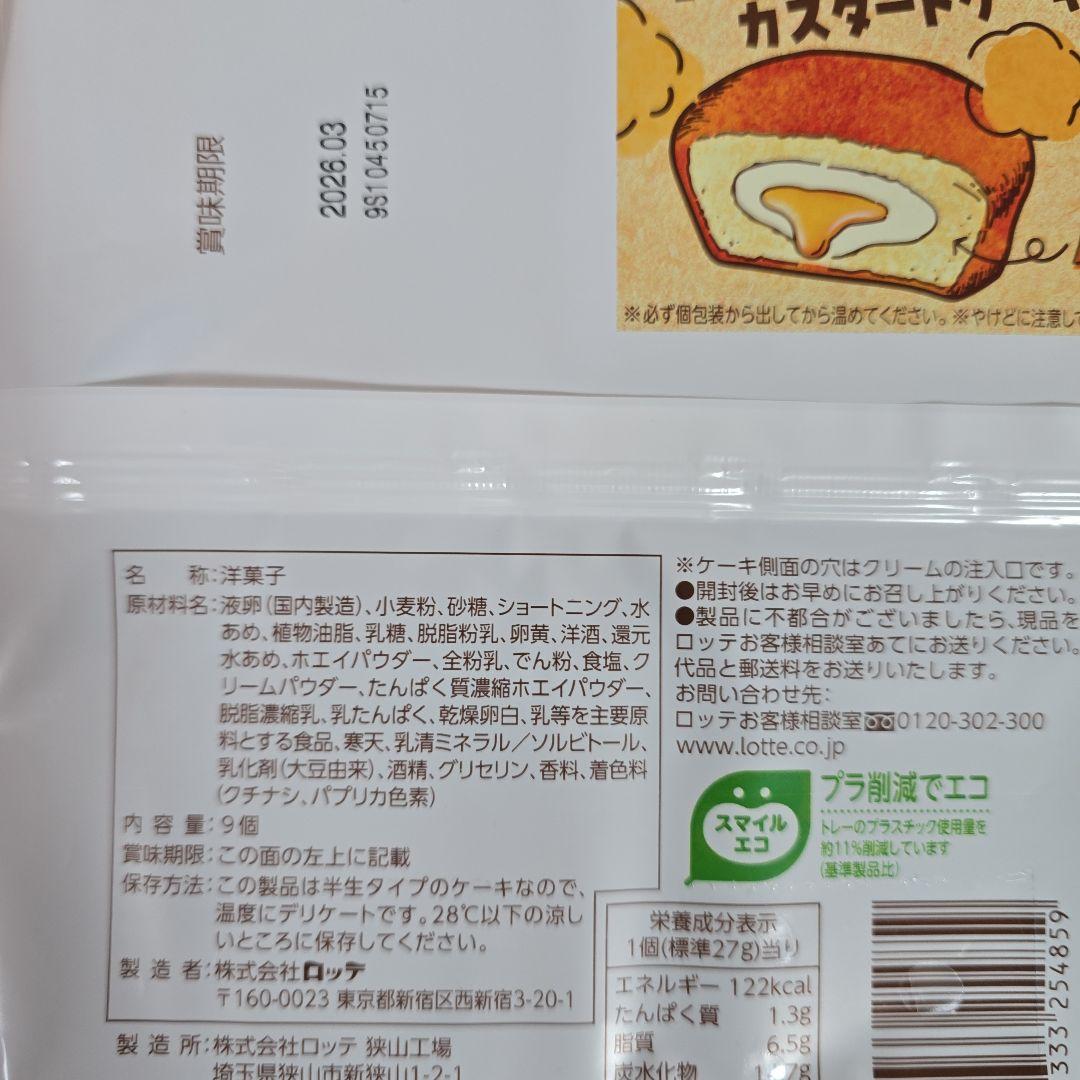 賞味期限
2026.03
9S10450715
※必ず個包装から出してから温めてください。※やけどに注意し
名 称:洋菓子
原材料名:液卵(国内製造)、小麦粉、砂糖、ショートニング、水
あめ、植物油脂、乳糖、脱脂粉乳、卵黄、洋酒、還元
水あめ、ホエイパウダー、全粉乳、でん粉、食塩、ク
リームパウダー、たんぱく質濃縮ホエイパウダー、
脱脂濃縮乳、乳たんぱく、乾燥卵白、乳等を主要原
料とする食品、寒天、乳清ミネラル/ソルビトール、
乳化剤(大豆由来)、酒精、グリセリン、香料、着色料
(クチナシ、パプリカ色素)
内容量:9個
賞味期限:この面の左上に記載
保存方法:この製品は半生タイプのケーキなので、
温度にデリケートです。28℃以下の涼し
いところに保存してください。
製造者:株式会社ロッテ
〒160-0023 東京都新宿区西新宿3-20-1
製造所:株式会社ロッテ 狭山工場
埼玉県狭山市新狭山1-2-1
※ケーキ側面の穴はクリームの注入口です。
●開封後はお早めにお召し上がりください。
●製品に不都合がございましたら、現品を
ロッテお客様相談室あてにお送りください。
代品と郵送料をお送りいたします。
お問い合わせ先:
ロッテお客様相談室 0120-302-300
www.lotte.co.jp
スマイル
エコ
プラ削減でエコ
トレーのプラスチック使用量を
約11%削減しています
(基準製品比)
栄養成分表示
1個(標準27g)当り
エネルギー 122kcal
たんぱく質 1.3g
脂質 6.5g
炭水化物
333 254859